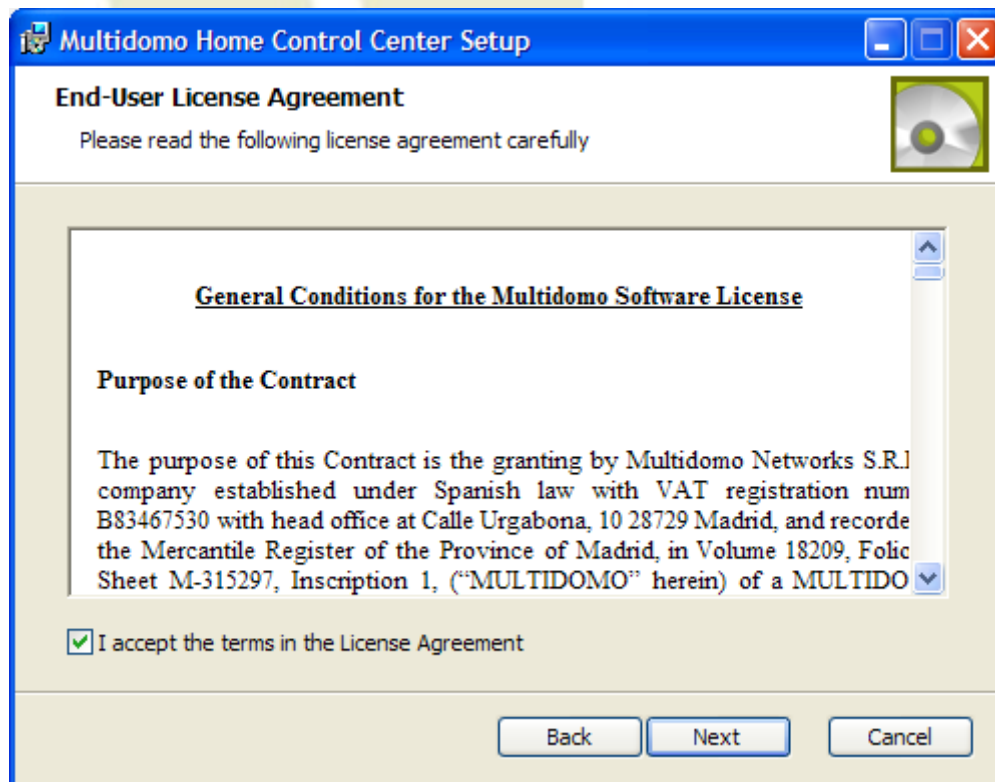 Multidomo Home Control Center Setup
End-User License Agreement
Please read the following license agreement carefully
General Conditions for the Multidomo Software License
Purpose of the Contract
The purpose of this Contract is the granting by Multidomo Networks S.R.
company established under Spanish law with VAT registration num
B83467530 with head office at Calle Urgabona, 10 28729 Madrid, and recorde
the Mercantile Register of the Province of Madrid, in Volume 18209, Folio
Sheet M-315297, Inscription 1, (“MULTIDOMO” herein) of a MULTIDO
I accept the terms in the License Agreement
Back Next Cancel